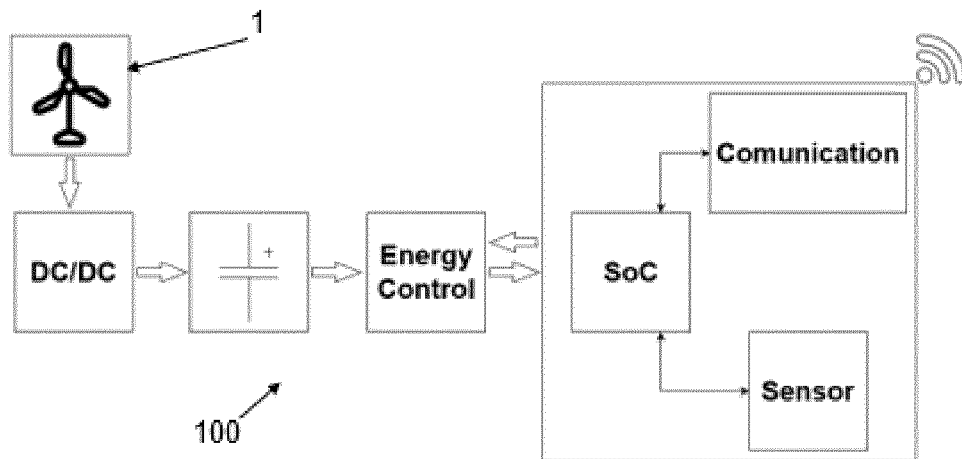 1
Comunication
DC/DC
+
Energy
Control
SoC
Sensor
100